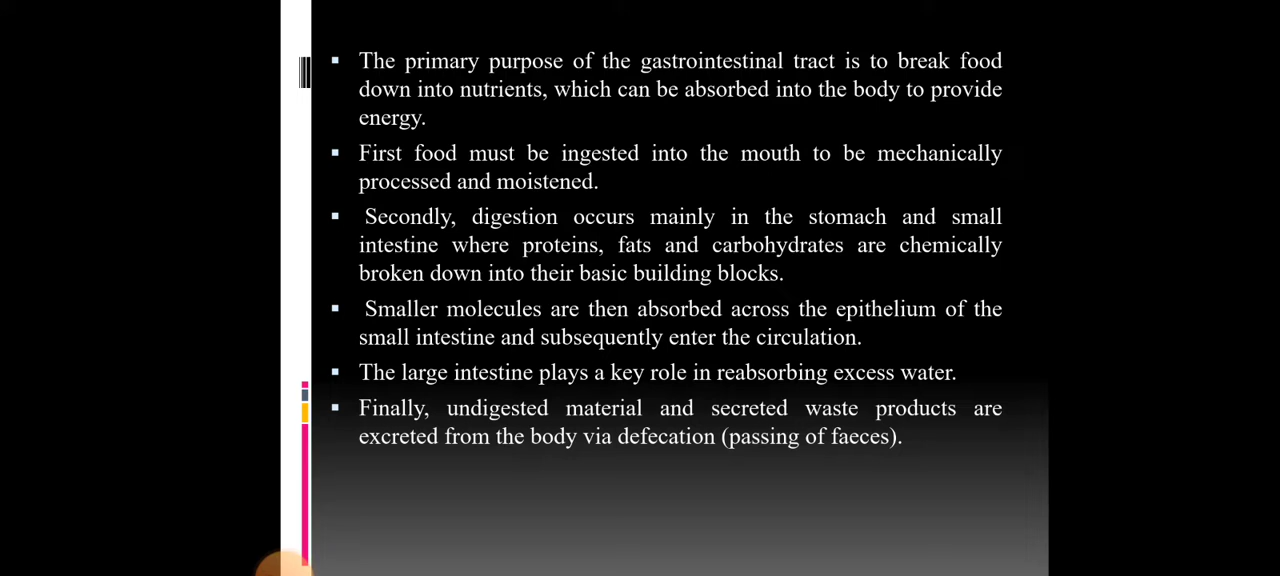 ▪ The primary purpose of the gastrointestinal tract is to break food
down into nutrients, which can be absorbed into the body to provide
energy.
▪ First food must be ingested into the mouth to be mechanically
processed and moistened.
▪ Secondly, digestion occurs mainly in the stomach and small
intestine where proteins, fats and carbohydrates are chemically
broken down into their basic building blocks.
▪ Smaller molecules are then absorbed across the epithelium of the
small intestine and subsequently enter the circulation.
▪ The large intestine plays a key role in reabsorbing excess water.
▪ Finally, undigested material and secreted waste products are
excreted from the body via defecation (passing of faeces).